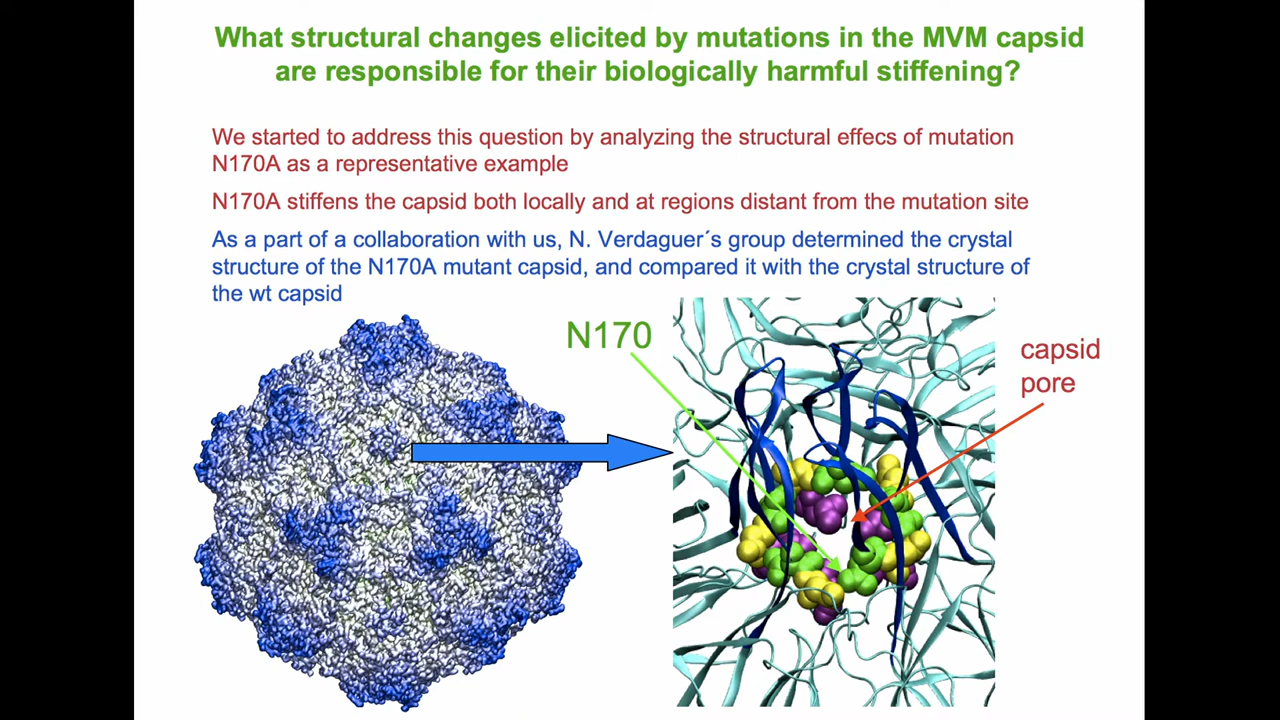 What structural changes elicited by mutations in the MVM capsid
are responsible for their biologically harmful stiffening?
We started to address this question by analyzing the structural effecs of mutation
N170A as a representative example
N170A stiffens the capsid both locally and at regions distant from the mutation site
As a part of a collaboration with us, N. Verdaguer´s group determined the crystal
structure of the N170A mutant capsid, and compared it with the crystal structure of
the wt capsid
N170
capsid
pore